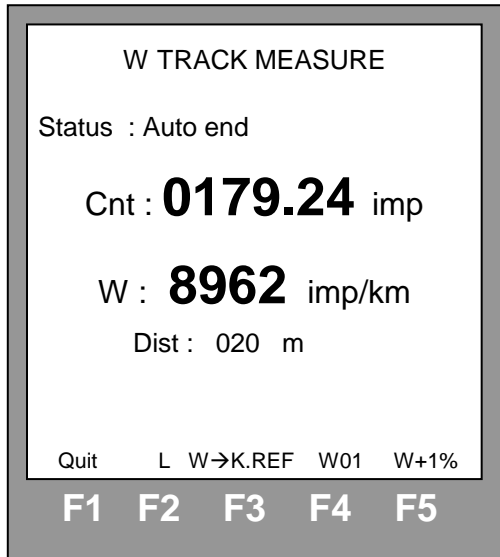 W TRACK MEASURE
Status : Auto end
Cnt : 0179.24 imp
W : 8962 imp/km
Dist : 020 m
Quit L W→K.REF W01 W+1%
F1 F2 F3 F4 F5